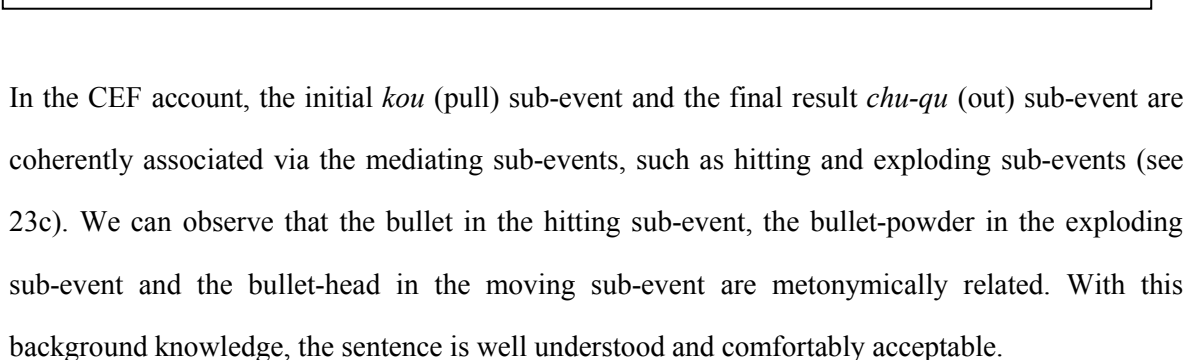 In the CEF account, the initial kou (pull) sub-event and the final result chu-qu (out) sub-event are
coherently associated via the mediating sub-events, such as hitting and exploding sub-events (see
23c). We can observe that the bullet in the hitting sub-event, the bullet-powder in the exploding
sub-event and the bullet-head in the moving sub-event are metonymically related. With this
background knowledge, the sentence is well understood and comfortably acceptable.